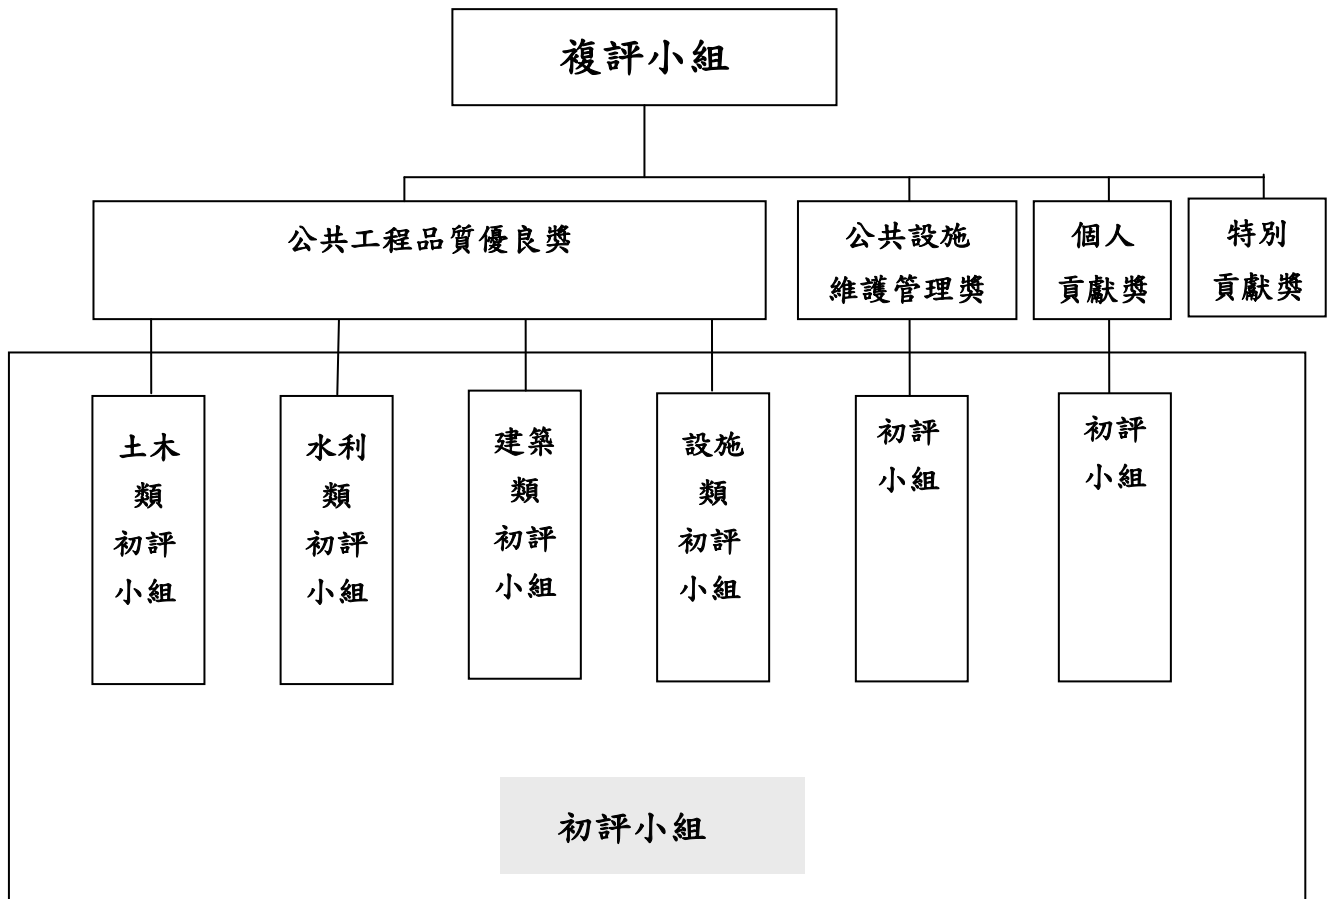 複評小組
公共工程品質優良獎
公共設施
維護管理獎
個人
貢獻獎
特別
貢獻獎
土木
類
初評
小組
水利
類
初評
小組
建築
類
初評
小組
設施
類
初評
小組
初評
小組
初評
小組
初評小組